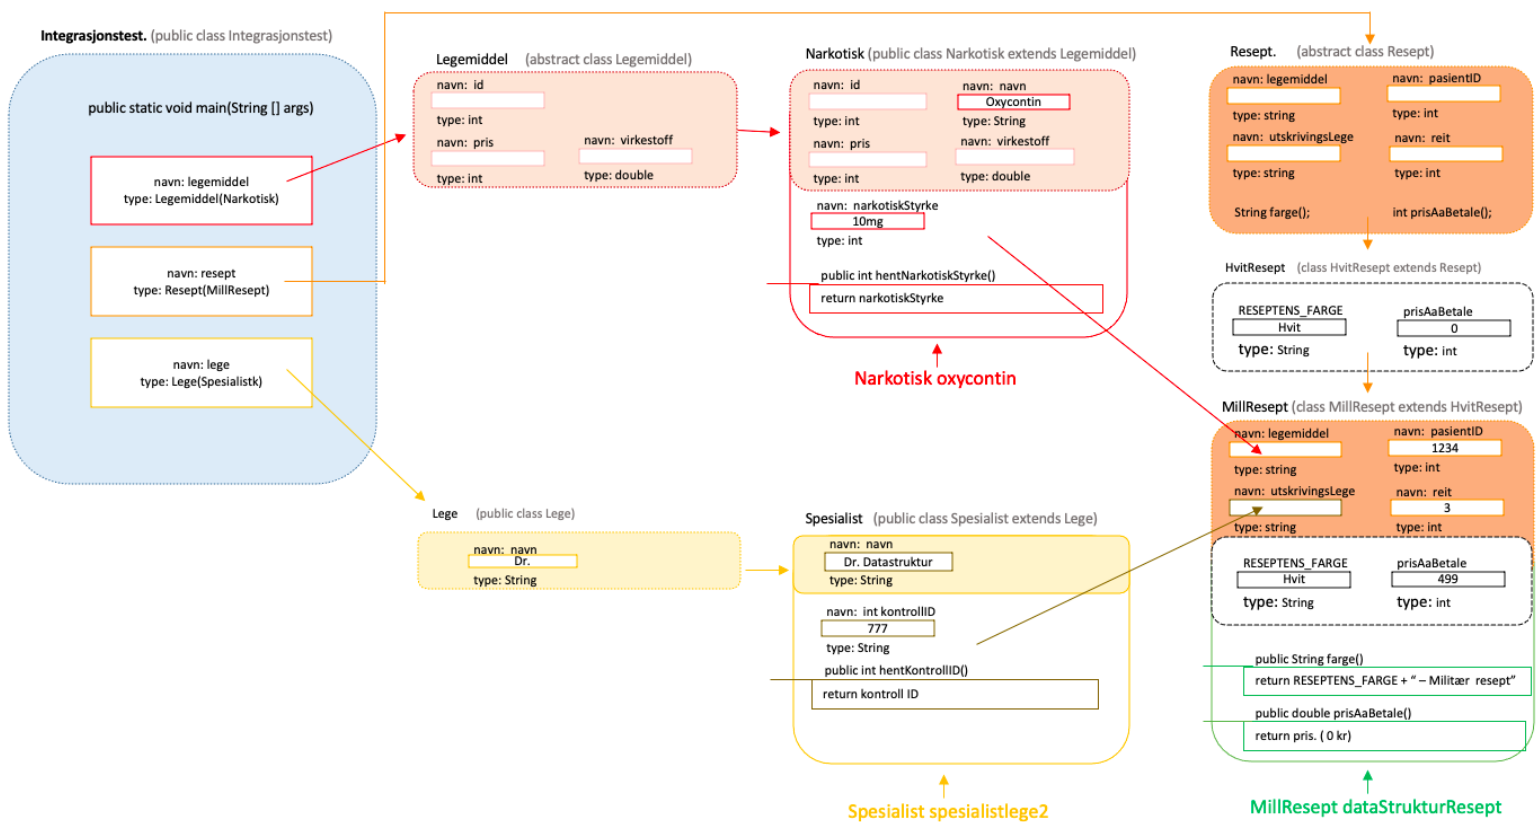 Integrasjonstest. (public class Integrasjonstest)
public static void main(String [] args)
navn: legemiddel
type: Legemiddel(Narkotisk)
navn: resept
type: Resept(MillResept)
navn: lege
type: Lege(Spesialistk)
Legemiddel (abstract class Legemiddel)
navn: id
type: int
navn: pris
navn: virkestoff
type: int
type: double
Narkotisk (public class Narkotisk extends Legemiddel)
navn: id
navn: navn
Oxycontin
type: int
type: String
navn: pris
navn: virkestoff
type: int
type: double
navn: narkotiskStyrke
10mg
type: int
public int hentNarkotiskStyrke()
return narkotiskStyrke
Narkotisk oxycontin
Resept. (abstract class Resept)
navn: legemiddel
navn: pasientID
type: string
type: int
navn: utskrivingsLege
navn: reit
type: string
type: int
String farge();
int prisAaBetale();
HvitResept (class HvitResept extends Resept)
RESEPTENS_FARGE
prisAaBetale
Hvit
0
type: String
type: int
MillResept (class MillResept extends HvitResept)
navn: legemiddel
navn: pasientID
1234
type: string
type: int
navn: utskrivingsLege
navn: reit
3
type: string
type: int
RESEPTENS_FARGE
prisAaBetale
Hvit
499
type: String
type: int
public String farge()
return RESEPTENS_FARGE + “ – Militær resept”
public double prisAaBetale()
return pris. ( 0 kr)
MillResept dataStrukturResept
Lege (public class Lege)
navn: navn
Dr.
type: String
Spesialist (public class Spesialist extends Lege)
navn: navn
Dr. Datastruktur
type: String
navn: int kontrollID
777
type: String
public int hentKontrollID()
return kontroll ID
Spesialist spesialistlege2